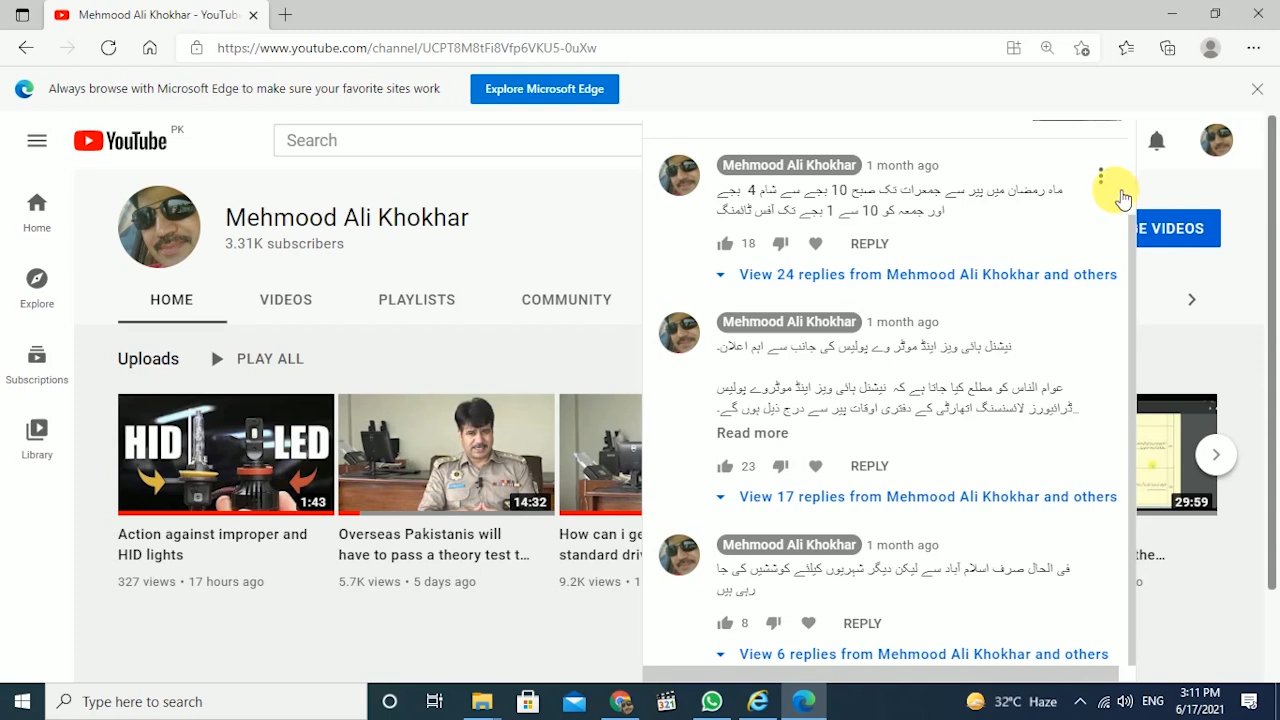 Mehmood Ali Khokhar - YouTube
https://www.youtube.com/channel/UCPT8M8tFi8Vfp6VKU5-0uXw
Always browse with Microsoft Edge to make sure your favorite sites work
Explore Microsoft Edge
YouTube PK
Search
Mehmood Ali Khokhar
3.31K subscribers
E VIDEOS
Home
Explore
Subscriptions
Library
HOME VIDEOS PLAYLISTS COMMUNITY
Uploads PLAY ALL
HID LED
1:43
14:32
29:59
Action against improper and
HID lights
327 views • 17 hours ago
Overseas Pakistanis will
have to pass a theory test t...
5.7K views • 5 days ago
How can i ge
standard driv
9.2K views • 1
the...
Mehmood Ali Khokhar 1 month ago
ماہ رمضان میں پیر سے جمعرات تک صبح 10 بجے سے شام 4 بجے
اور جمعہ کو 10 سے 1 بجے تک آفس ٹائمنگ
18 REPLY
View 24 replies from Mehmood Ali Khokhar and others
Mehmood Ali Khokhar 1 month ago
نیشنل ہائی ویز اینڈ موٹر وے پولیس کی جانب سے اہم اعلان۔
عوام الناس کو مطلع کیا جاتا ہے کہ نیشنل ہائی ویز اینڈ موٹروے پولیس
ڈرائیورز لائسنسنگ اتھارٹی کے دفتری اوقات پیر سے درج ذیل ہوں گے۔...
Read more
23 REPLY
View 17 replies from Mehmood Ali Khokhar and others
Mehmood Ali Khokhar 1 month ago
فی الحال صرف اسلام آباد سے لیکن دیگر شہریوں کیلئے کوششیں کی جا
رہی ہیں
8 REPLY
View 6 replies from Mehmood Ali Khokhar and others
Type here to search
321
32°C Haze
ENG
3:11 PM
6/17/2021